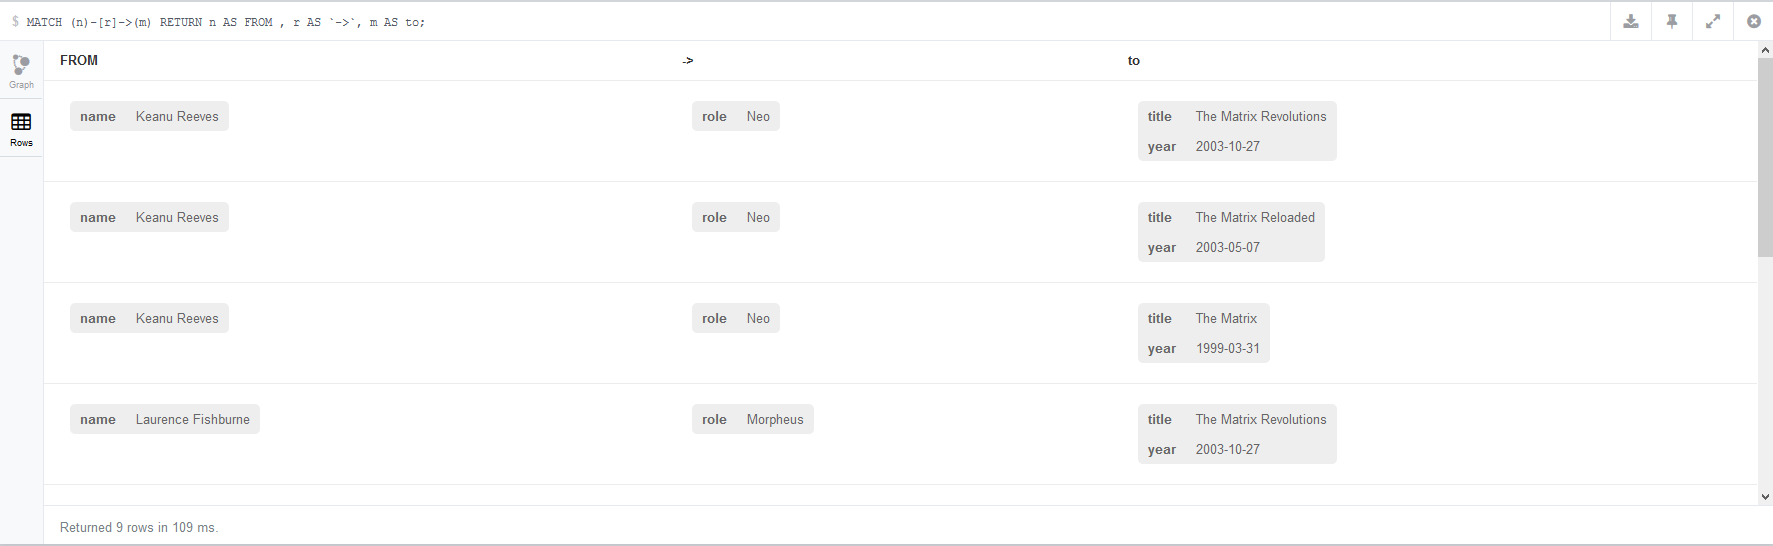 $ MATCH (n)-[r]->(m) RETURN n AS FROM , r AS `->`, m AS to;
Graph
Rows
FROM -> to
name Keanu Reeves role Neo title The Matrix Revolutions
year 2003-10-27
name Keanu Reeves role Neo title The Matrix Reloaded
year 2003-05-07
name Keanu Reeves role Neo title The Matrix
year 1999-03-31
name Laurence Fishburne role Morpheus title The Matrix Revolutions
year 2003-10-27
Returned 9 rows in 109 ms.